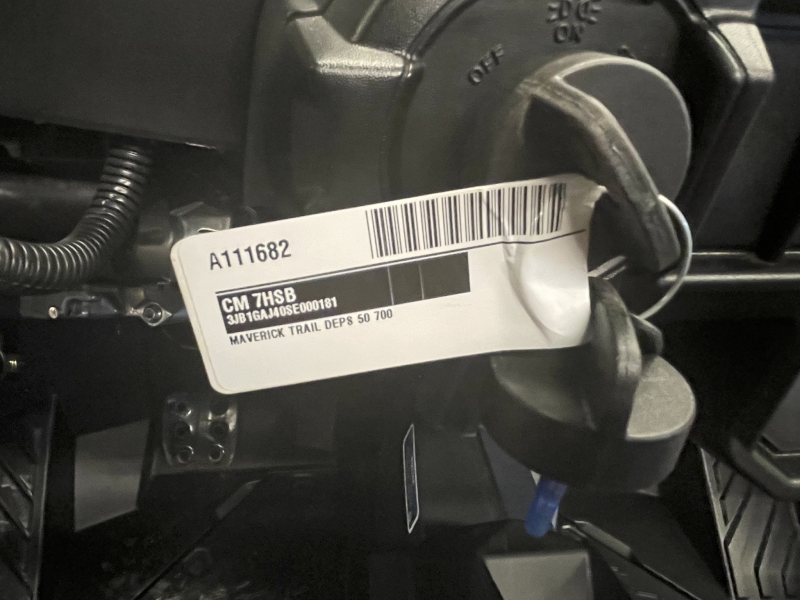 ON
OFF
A111682
CM 7HSB
3JB1GAJ40SE000181
MAVERICK TRAIL DEPS 50 700